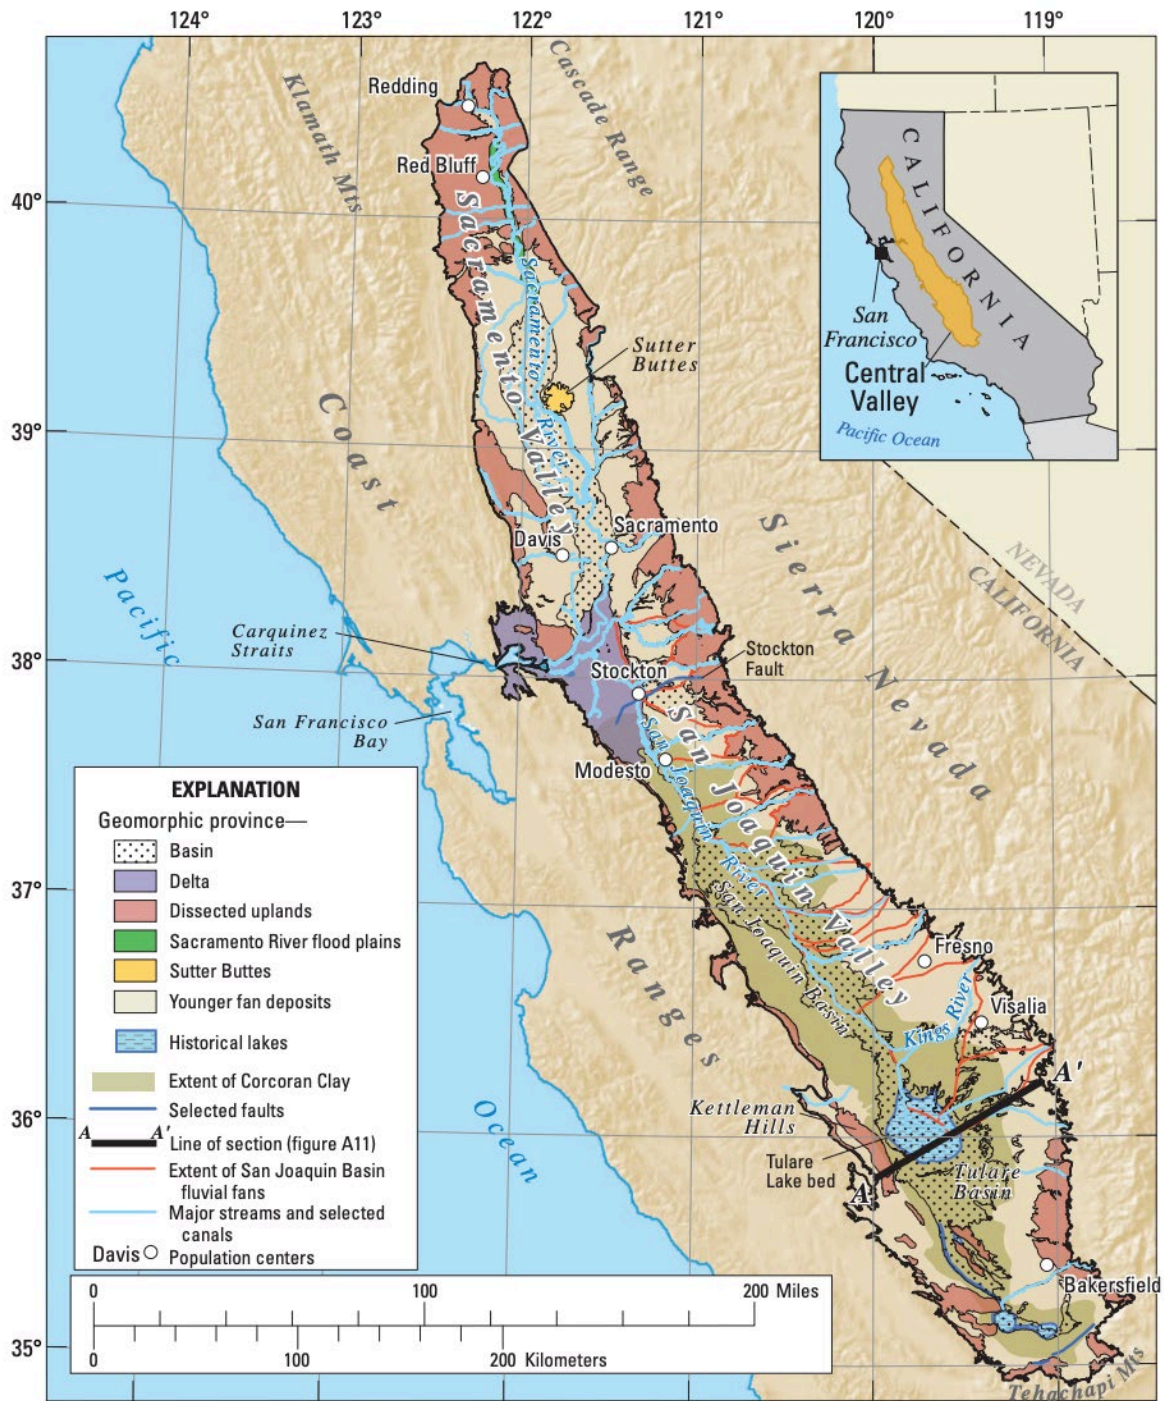 124° 123° 122° 121° 120° 119°
40°
39°
38°
37°
36°
35°
Redding
Klamath Mts
Cascade Range
Red Bluff
Sacramento Valley
Sacramento River
Sutter
Buttes
Coast Ranges
Davis
Sacramento
Sierra Nevada
NEVADA
CALIFORNIA
Pacific Ocean
Carquinez
Straits
San Francisco
Bay
Stockton
Stockton
Fault
Modesto
San Joaquin Valley
San Joaquin River
San Joaquin Basin
Fresno
Kings River
Visalia
A'
Kettleman
Hills
Tulare
Lake bed
A
Tulare
Basin
Bakersfield
Tehachapi Mts
CALIFORNIA
San
Francisco
Central
Valley
Pacific Ocean
EXPLANATION
Geomorphic province—
Basin
Delta
Dissected uplands
Sacramento River flood plains
Sutter Buttes
Younger fan deposits
Historical lakes
Extent of Corcoran Clay
Selected faults
A A' Line of section (figure A11)
Extent of San Joaquin Basin
fluvial fans
Major streams and selected
canals
Davis Population centers
0 100 200 Miles
0 100 200 Kilometers